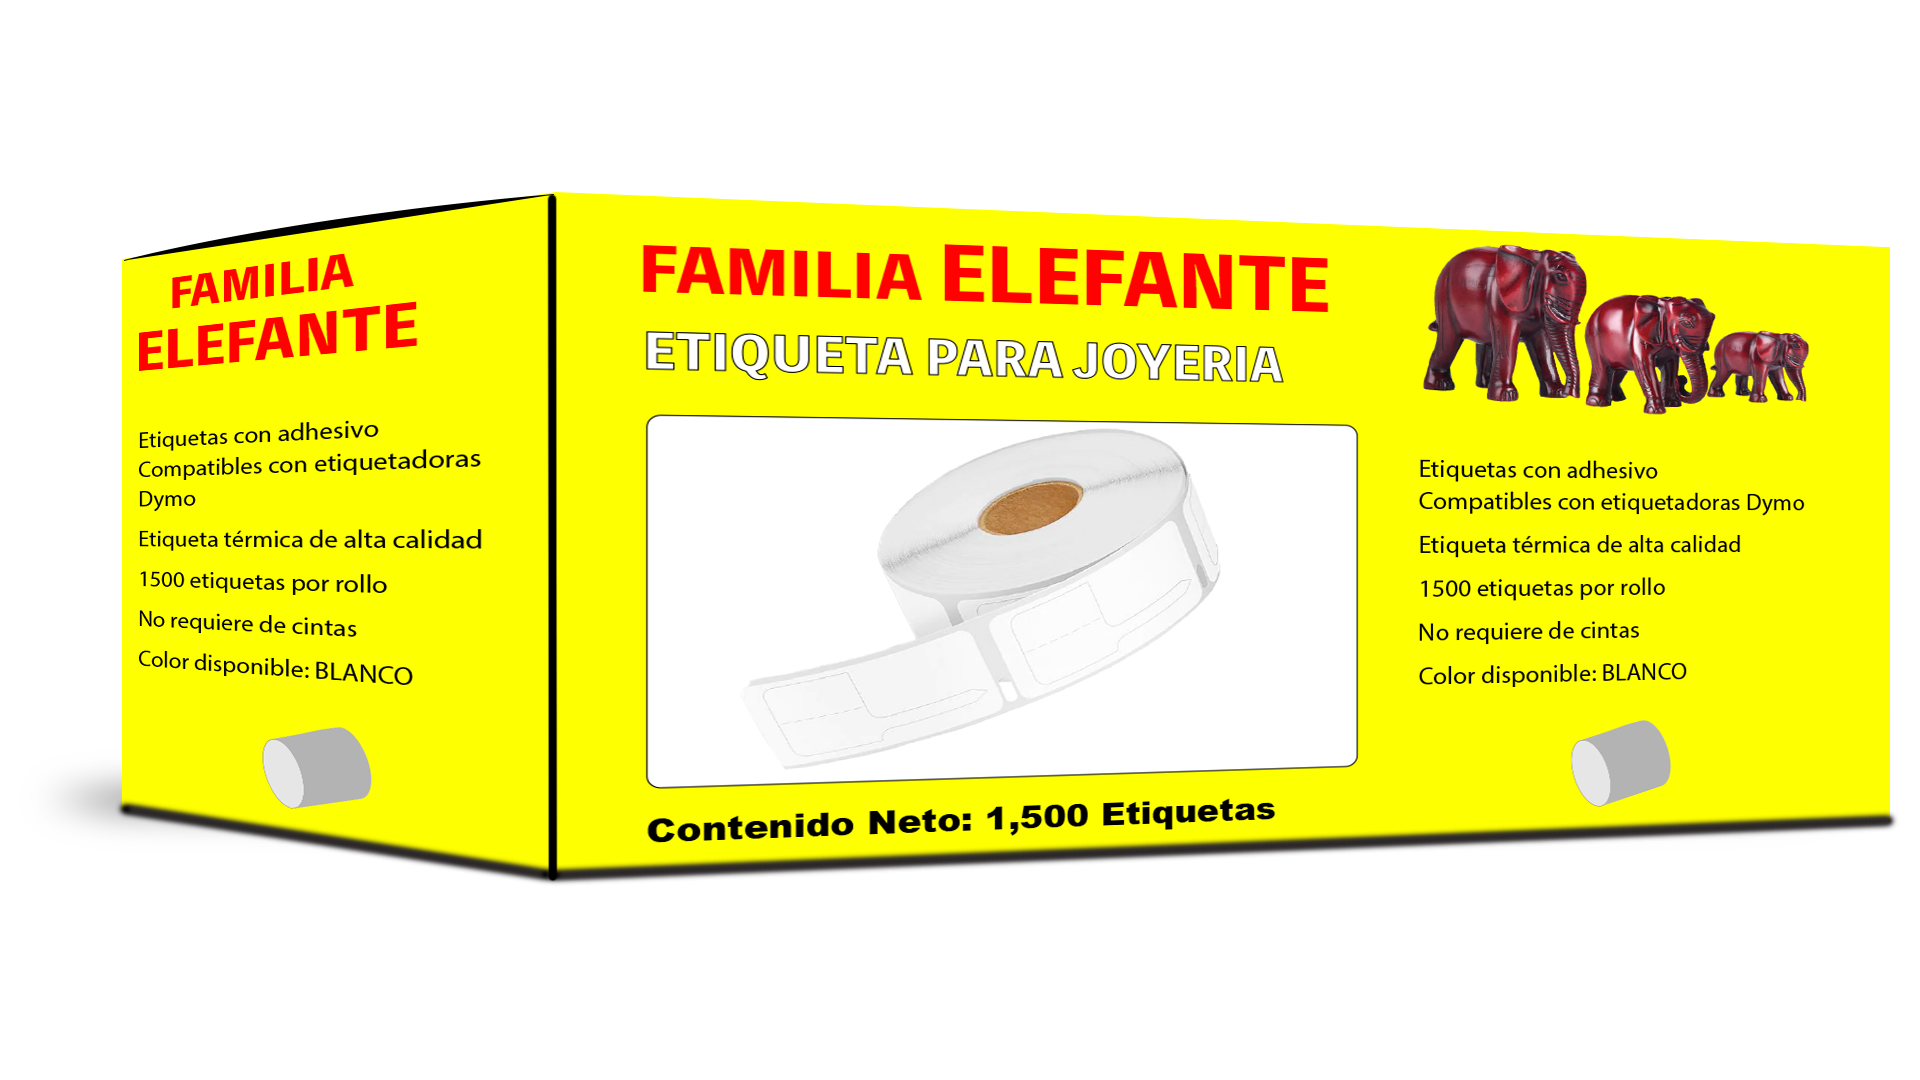 FAMILIA
ELEFANTE
Etiquetas con adhesivo
Compatibles con etiquetadoras
Dymo
Etiqueta térmica de alta calidad
1500 etiquetas por rollo
No requiere de cintas
Color disponible: BLANCO
FAMILIA ELEFANTE
ETIQUETA PARA JOYERIA
Contenido Neto: 1,500 Etiquetas
Etiquetas con adhesivo
Compatibles con etiquetadoras Dymo
Etiqueta térmica de alta calidad
1500 etiquetas por rollo
No requiere de cintas
Color disponible: BLANCO